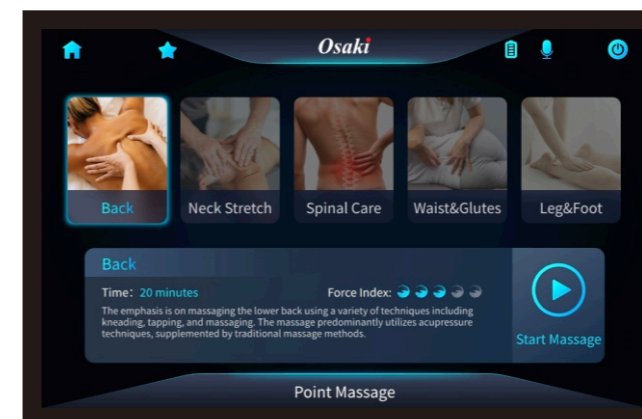 Osaki
Back
Neck Stretch
Spinal Care
Waist&Glutes
Leg&Foot
Back
Time: 20 minutes
Force Index:
The emphasis is on massaging the lower back using a variety of techniques including
kneading, tapping, and massaging. The massage predominantly utilizes acupressure
techniques, supplemented by traditional massage methods.
Start Massage
Point Massage